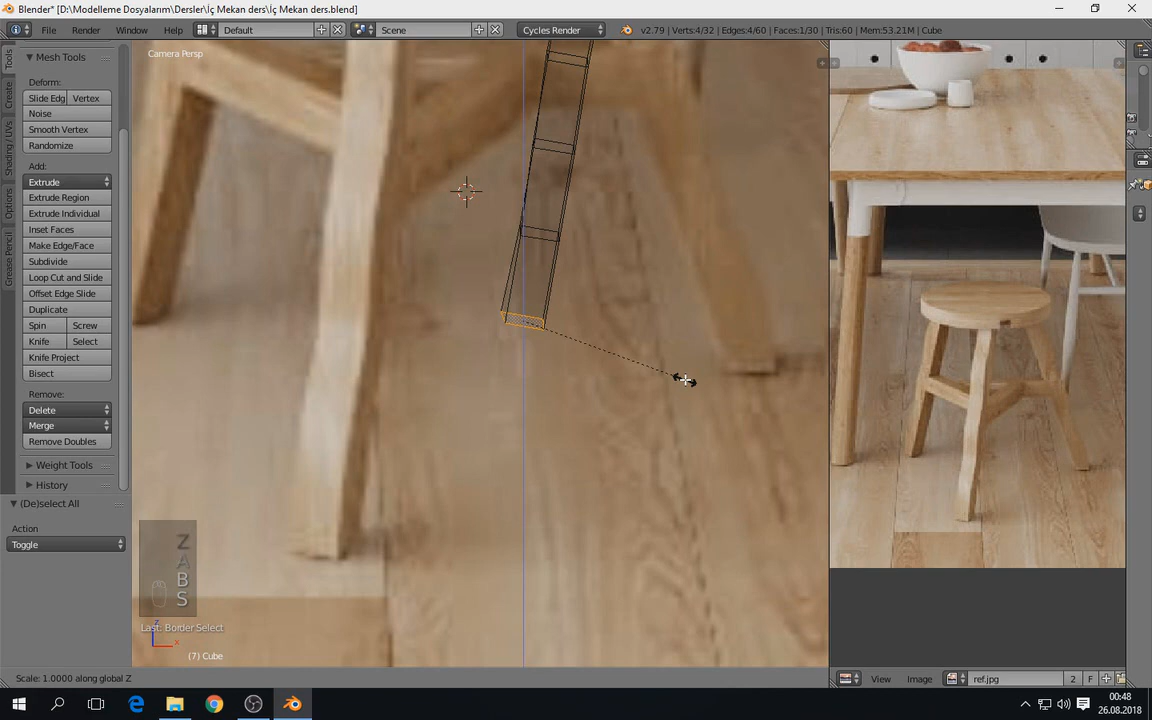 Blender* [D:\Modelleme Dosyalarım\Dersler\İç Mekan ders\İç Mekan ders.blend]
File Render Window Help Default Scene Cycles Render v2.79 | Verts:4/32 | Edges:4/60 | Faces:1/30 | Tris:60 | Mem:53.21M | Cube
Tools
Create
Shading / UVs
Options
Grease Pencil
Mesh Tools
Deform:
Slide Edg Vertex
Noise
Smooth Vertex
Randomize
Add:
Extrude
Extrude Region
Extrude Individual
Inset Faces
Make Edge/Face
Subdivide
Loop Cut and Slide
Offset Edge Slide
Duplicate
Spin Screw
Knife Select
Knife Project
Bisect
Remove:
Delete
Merge
Remove Doubles
Weight Tools
History
(De)select All
Action
Toggle
Camera Persp
Z
A
B
S
Last: Border Select
z
x
(7) Cube
Scale: 1.0000 along global Z
View Image ref.jpg 2 F
00:48
26.08.2018